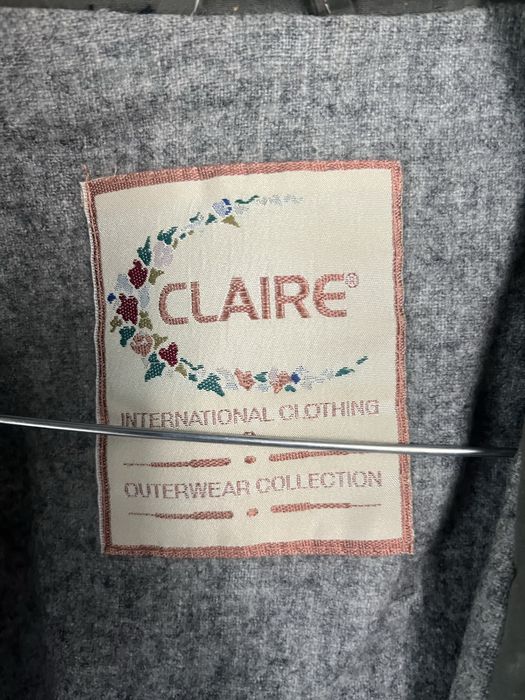 CLAIRE®
INTERNATIONAL CLOTHING
OUTERWEAR COLLECTION